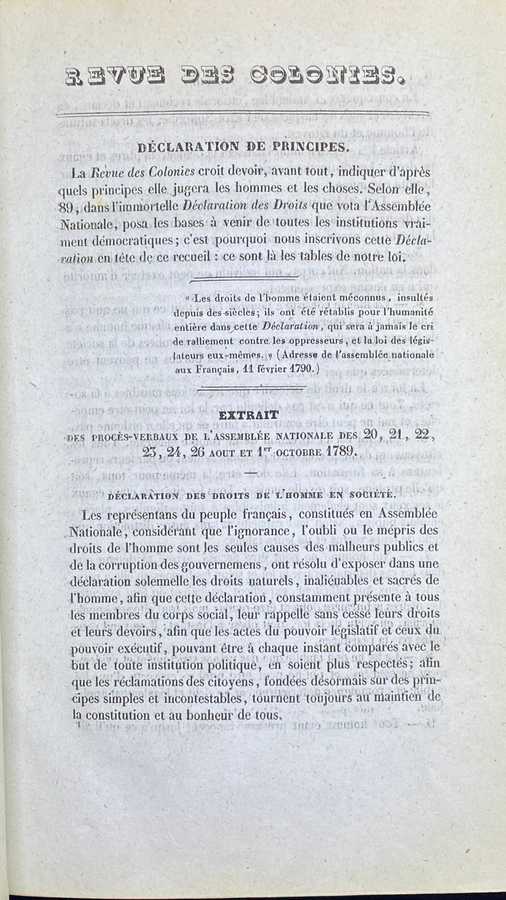 REVUE DES COLONIES.
DÉCLARATION DE PRINCIPES.
La Revue des Colonies croit devoir, avant tout, indiquer d'après
quels principes elle jugera les hommes et les choses. Selon elle,
89, dans l'immortelle Déclaration des Droits que vota l'Assemblée
Nationale, posa les bases à venir de toutes les institutions vrai-
ment démocratiques; c'est pourquoi nous inscrivons cette Décla-
ration en tête de ce recueil : ce sont là les tables de notre loi.
« Les droits de l'homme étaient méconnus, insultés
depuis des siècles; ils ont été rétablis pour l'humanité
entière dans cette Déclaration, qui sera à jamais le cri
de ralliement contre les oppresseurs, et la loi des légis-
lateurs eux-mêmes. » (Adresse de l'assemblée nationale
aux Français, 11 février 1790.)
EXTRAIT
DES PROCÈS-VERBAUX DE L'ASSEMBLÉE NATIONALE DES 20, 21, 22,
23, 24, 26 AOUT ET 1er OCTOBRE 1789.
DÉCLARATION DES DROITS DE L'HOMME EN SOCIÉTÉ.
Les représentans du peuple français, constitués en Assemblée
Nationale, considérant que l'ignorance, l'oubli ou le mépris des
droits de l'homme sont les seules causes des malheurs publics et
de la corruption des gouvernemens, ont résolu d'exposer dans une
déclaration solennelle les droits naturels, inaliénables et sacrés de
l'homme, afin que cette déclaration, constamment présente à tous
les membres du corps social, leur rappelle sans cesse leurs droits
et leurs devoirs, afin que les actes du pouvoir législatif et ceux du
pouvoir exécutif, pouvant être à chaque instant comparés avec le
but de toute institution politique, en soient plus respectés; afin
que les réclamations des citoyens, fondées désormais sur des prin-
cipes simples et incontestables, tournent toujours au maintien de
la constitution et au bonheur de tous.
1